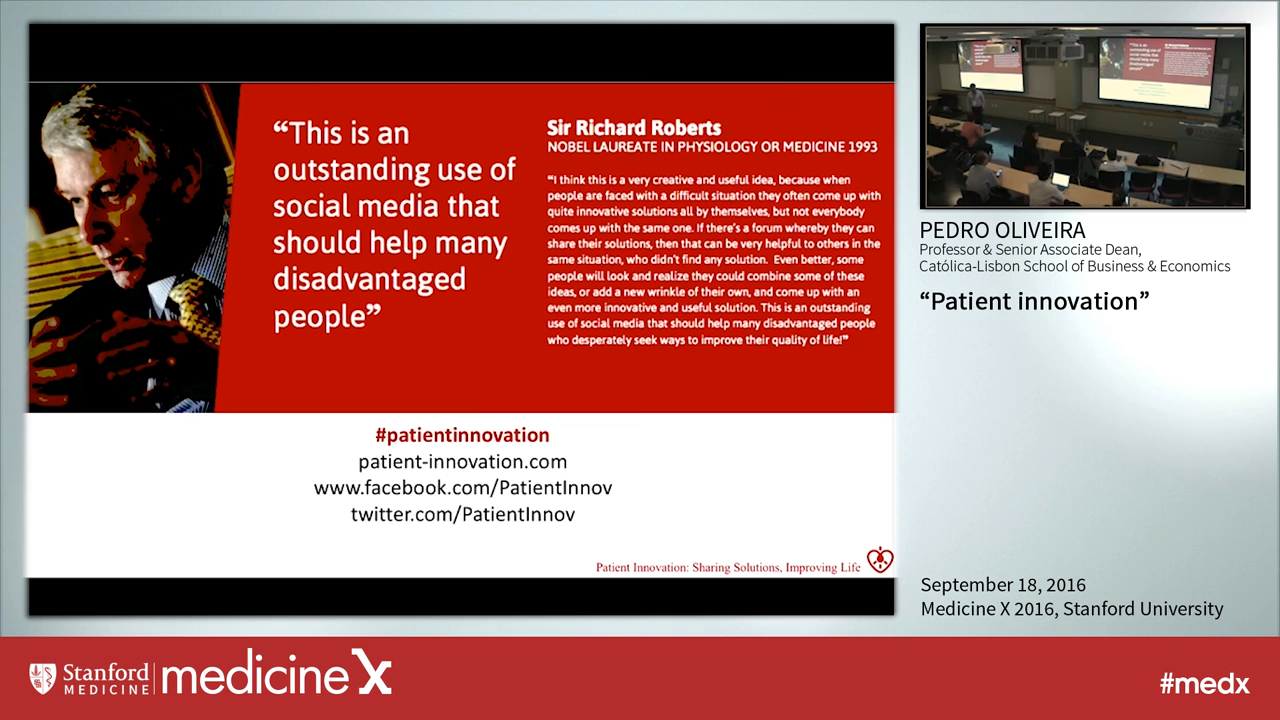 “This is an
outstanding use of
social media that
should help many
disadvantaged
people”
Sir Richard Roberts
NOBEL LAUREATE IN PHYSIOLOGY OR MEDICINE 1993
“I think this is a very creative and useful idea, because when
people are faced with a difficult situation they often come up with
quite innovative solutions all by themselves, but not everybody
comes up with the same one. If there's a forum whereby they can
share their solutions, then that can be very helpful to others in the
same situation, who didn't find any solution. Even better, some
people will look and realize they could combine some of these
ideas, or add a new wrinkle of their own, and come up with an
even more innovative and useful solution. This is an outstanding
use of social media that should help many disadvantaged people
who desperately seek ways to improve their quality of life!”
#patientinnovation
patient-innovation.com
www.facebook.com/PatientInnov
twitter.com/PatientInnov
Patient Innovation: Sharing Solutions, Improving Life
PEDRO OLIVEIRA
Professor & Senior Associate Dean,
Católica-Lisbon School of Business & Economics
“Patient innovation”
September 18, 2016
Medicine X 2016, Stanford University
Stanford
MEDICINE
medicineX
#medx